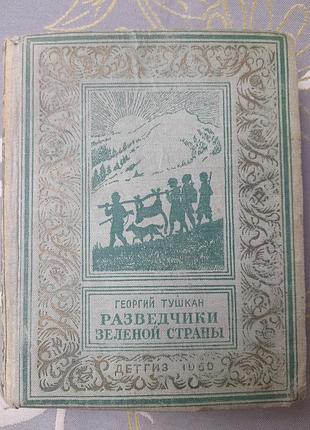 ГЕОРГИЙ ТУШКАН
РАЗВЕДЧИКИ
ЗЕЛЕНОЙ СТРАНЫ
ДЕТГИЗ 1950